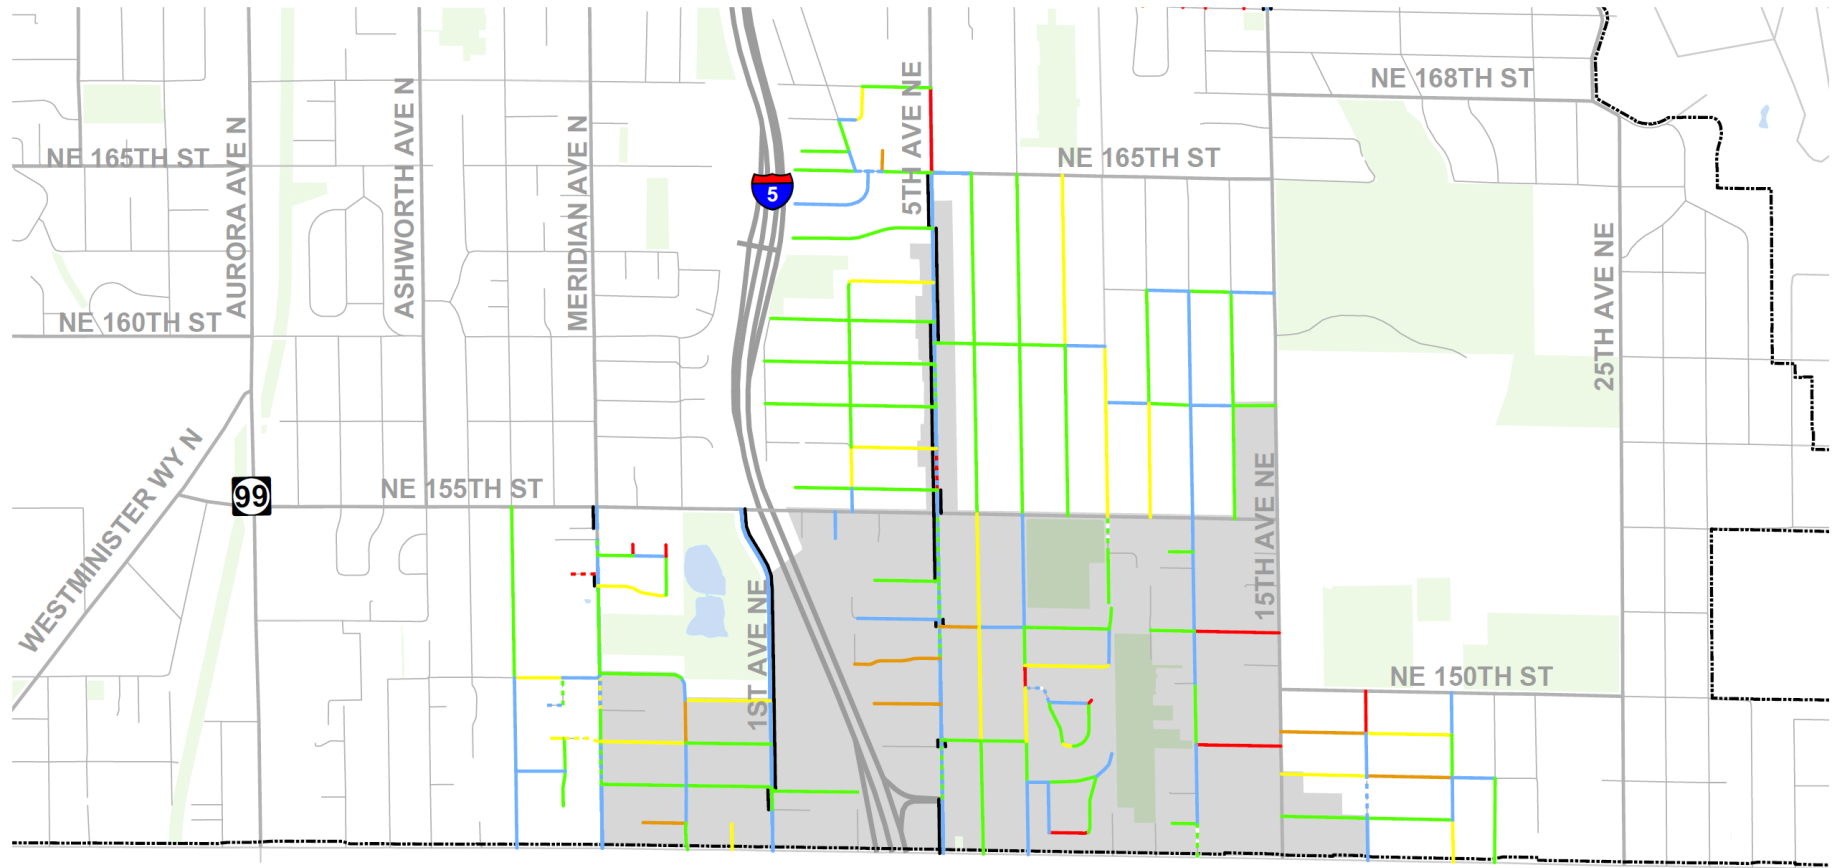 NE 168TH ST
5TH AVE NE
NE 165TH ST
NE 165TH ST
AURORA AVE N
ASHWORTH AVE N
MERIDIAN AVE N
5
NE 160TH ST
25TH AVE NE
WESTMINISTER WY N
99
NE 155TH ST
15TH AVE NE
1ST AVE NE
NE 150TH ST